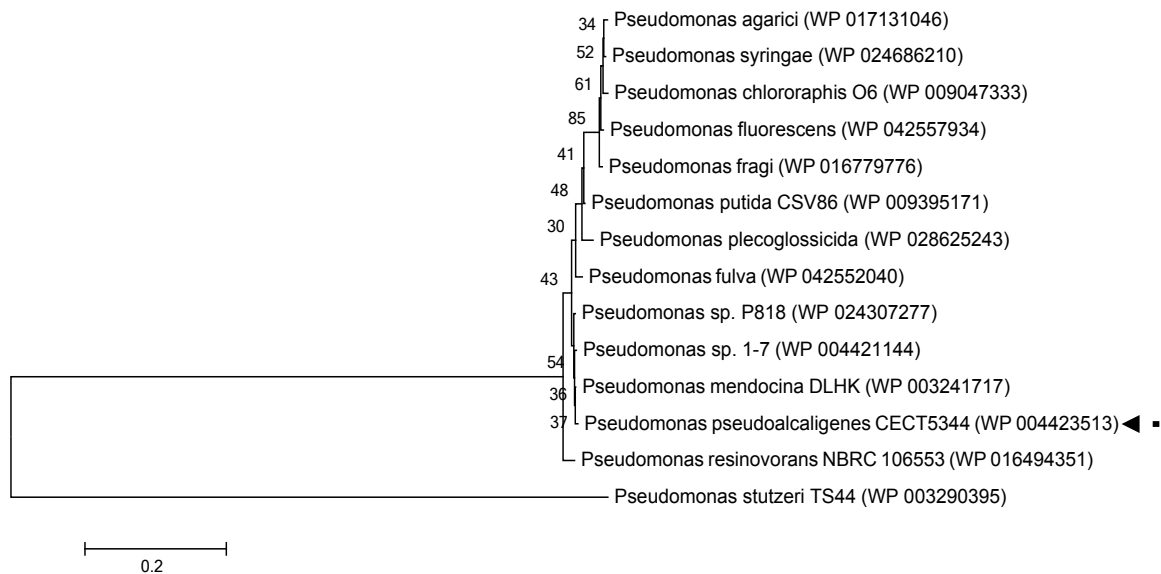 34
Pseudomonas agarici (WP 017131046)
52
Pseudomonas syringae (WP 024686210)
61
Pseudomonas chlororaphis O6 (WP 009047333)
85
Pseudomonas fluorescens (WP 042557934)
41
Pseudomonas fragi (WP 016779776)
48
Pseudomonas putida CSV86 (WP 009395171)
30
Pseudomonas plecoglossicida (WP 028625243)
43
Pseudomonas fulva (WP 042552040)
Pseudomonas sp. P818 (WP 024307277)
54
Pseudomonas sp. 1-7 (WP 004421144)
36
Pseudomonas mendocina DLHK (WP 003241717)
37
Pseudomonas pseudoalcaligenes CECT5344 (WP 004423513)
Pseudomonas resinovorans NBRC 106553 (WP 016494351)
Pseudomonas stutzeri TS44 (WP 003290395)
0.2